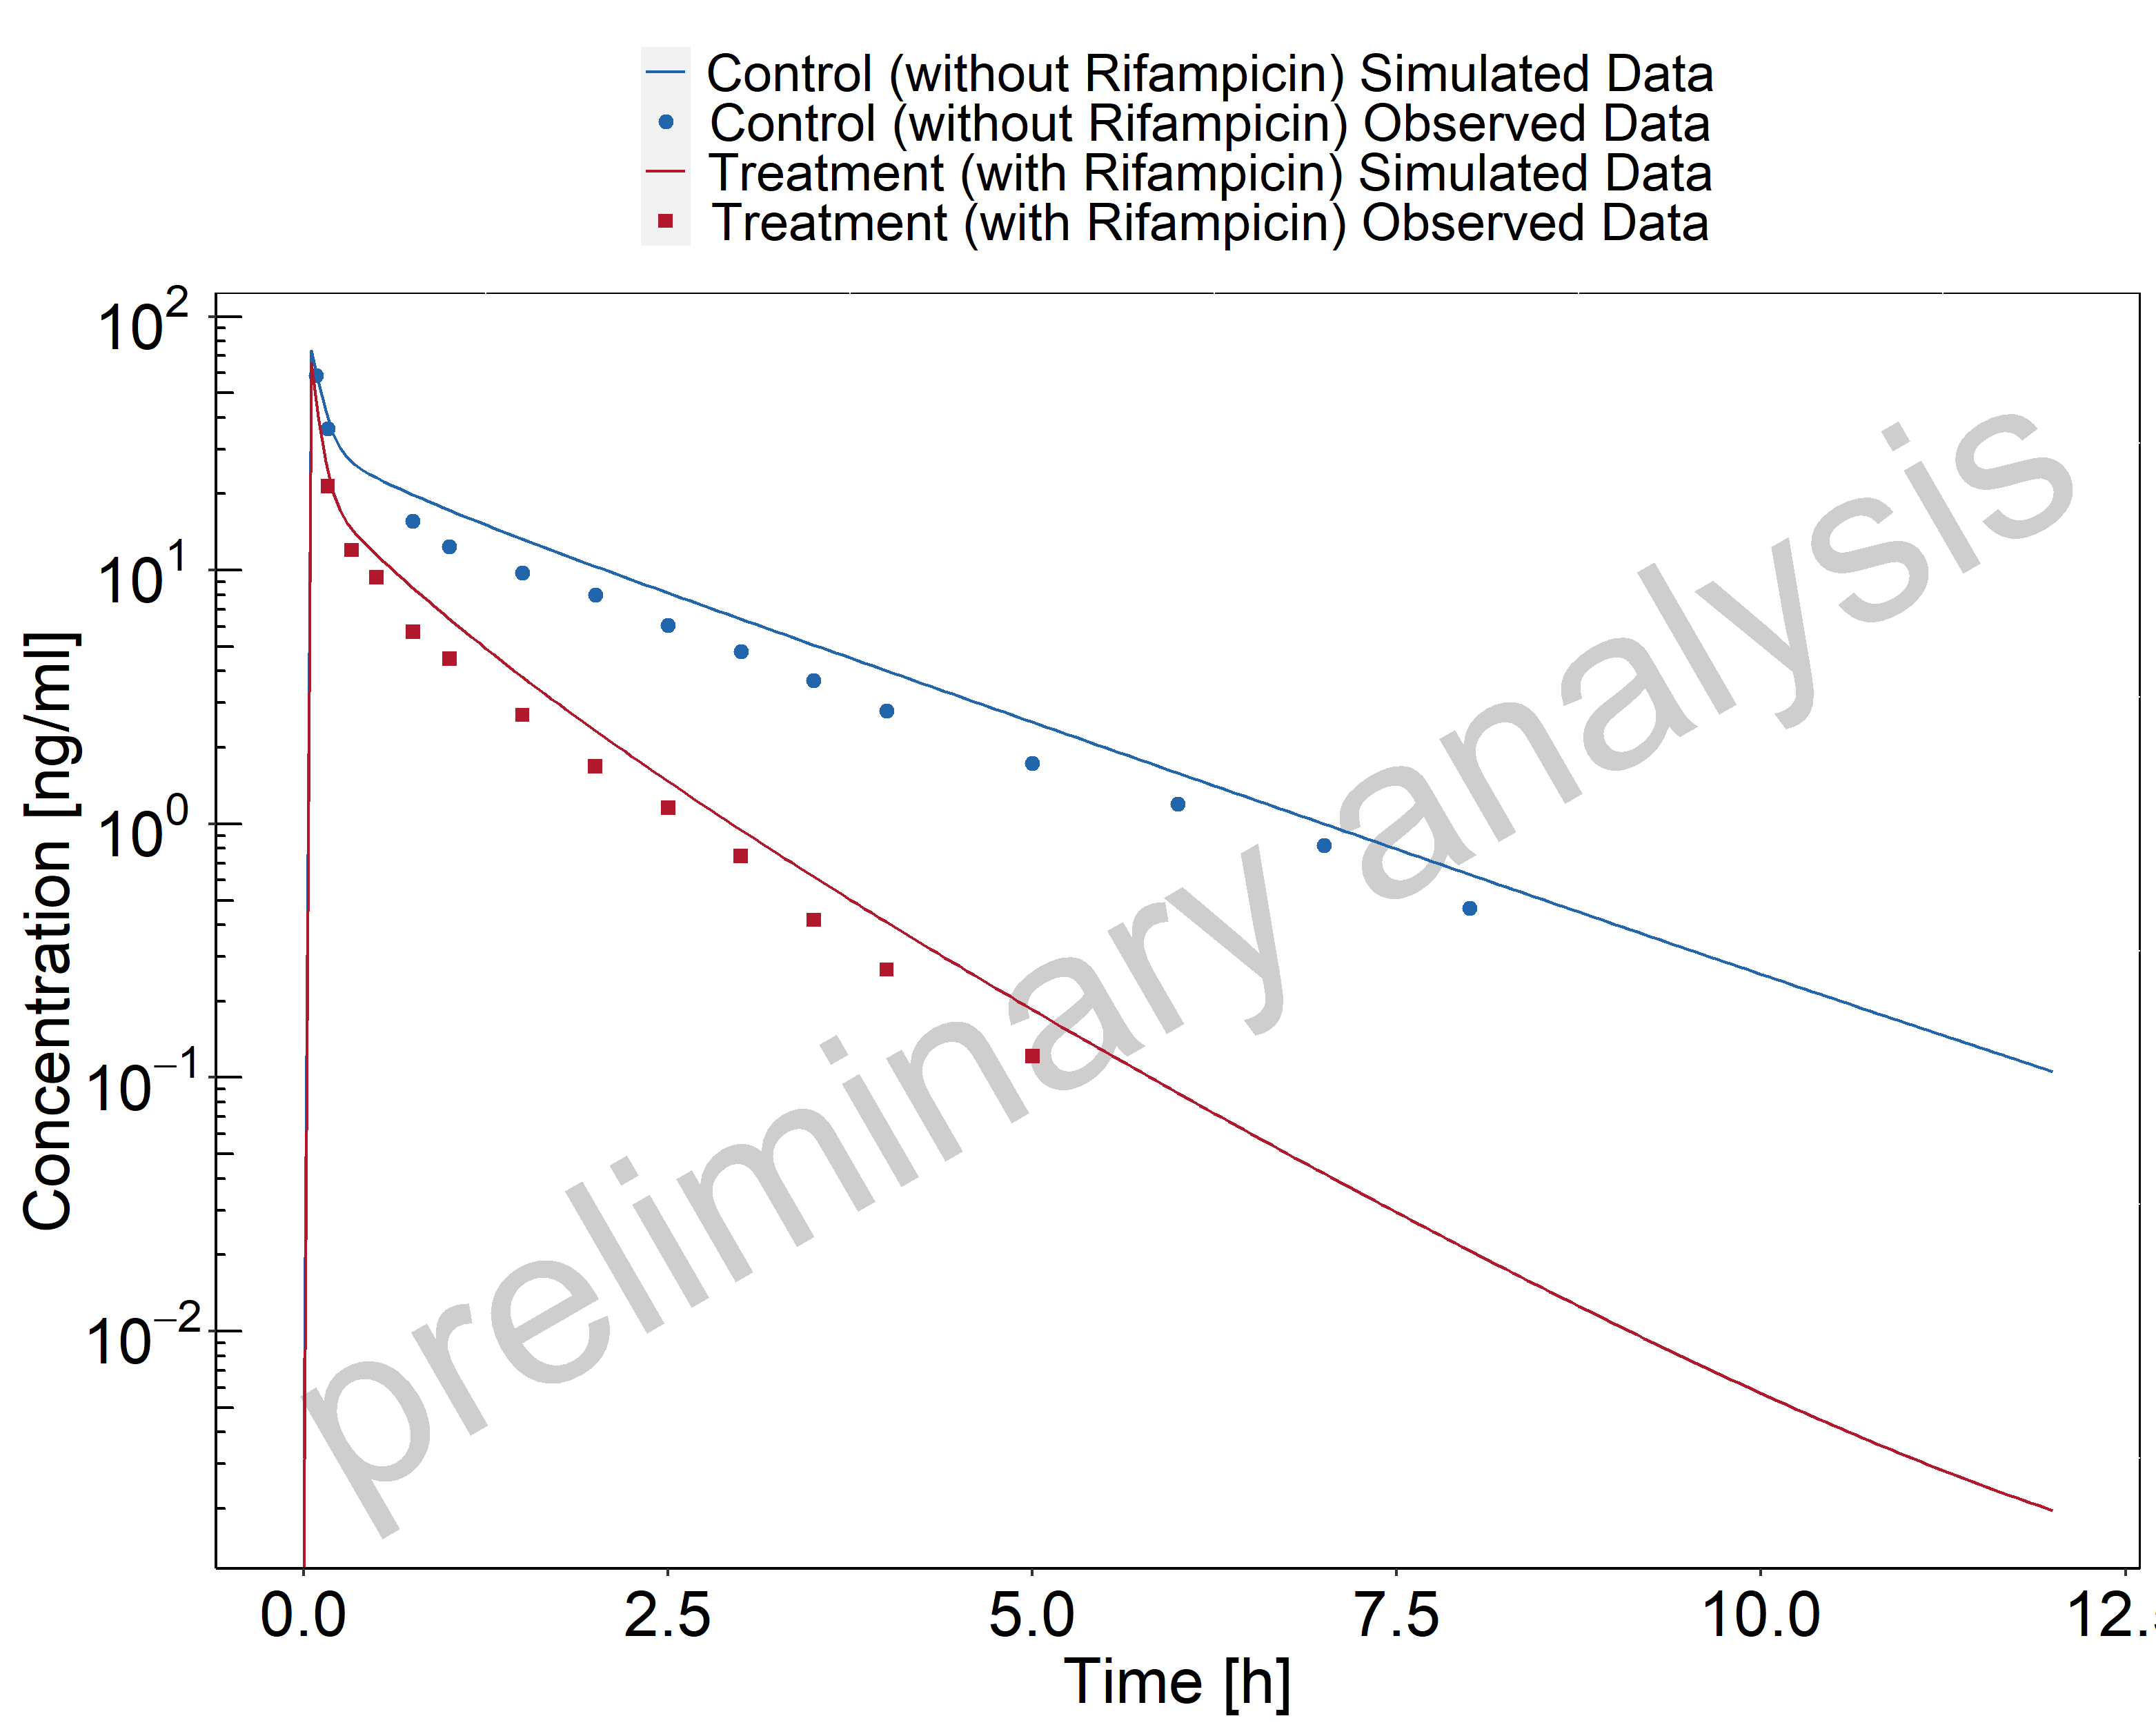 Control (without Rifampicin) Simulated Data
Control (without Rifampicin) Observed Data
Treatment (with Rifampicin) Simulated Data
Treatment (with Rifampicin) Observed Data
10²
10¹
10⁰
10⁻¹
10⁻²
Concentration [ng/ml]
preliminary analysis
0.0 2.5 5.0 7.5 10.0 12.
Time [h]